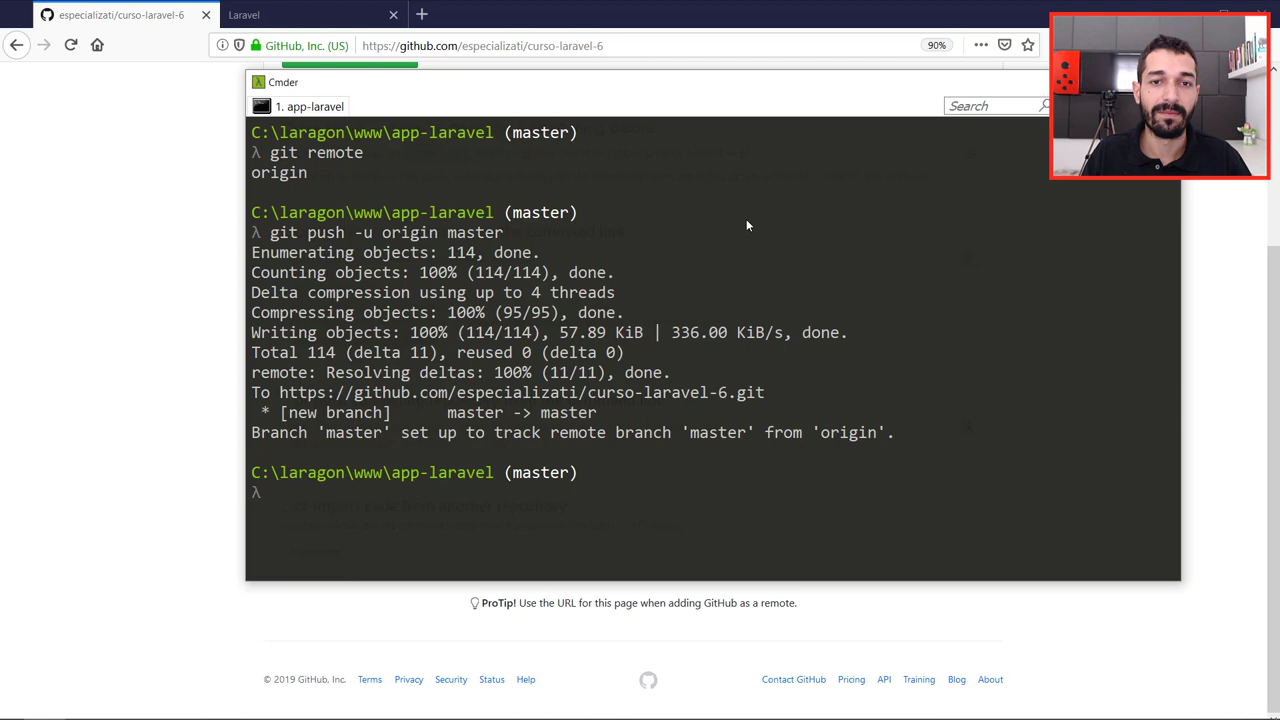 especializati/curso-laravel-6
Laravel
GitHub, Inc. (US)
https://github.com/especializati/curso-laravel-6
90%
Cmder
1. app-laravel
Search
C:\laragon\www\app-laravel (master)
λ git remote
origin
C:\laragon\www\app-laravel (master)
λ git push -u origin master
Enumerating objects: 114, done.
Counting objects: 100% (114/114), done.
Delta compression using up to 4 threads
Compressing objects: 100% (95/95), done.
Writing objects: 100% (114/114), 57.89 KiB | 336.00 KiB/s, done.
Total 114 (delta 11), reused 0 (delta 0)
remote: Resolving deltas: 100% (11/11), done.
To https://github.com/especializati/curso-laravel-6.git
* [new branch] master -> master
Branch 'master' set up to track remote branch 'master' from 'origin'.
C:\laragon\www\app-laravel (master)
λ
ProTip! Use the URL for this page when adding GitHub as a remote.
© 2019 GitHub, Inc. Terms Privacy Security Status Help
Contact GitHub Pricing API Training Blog About